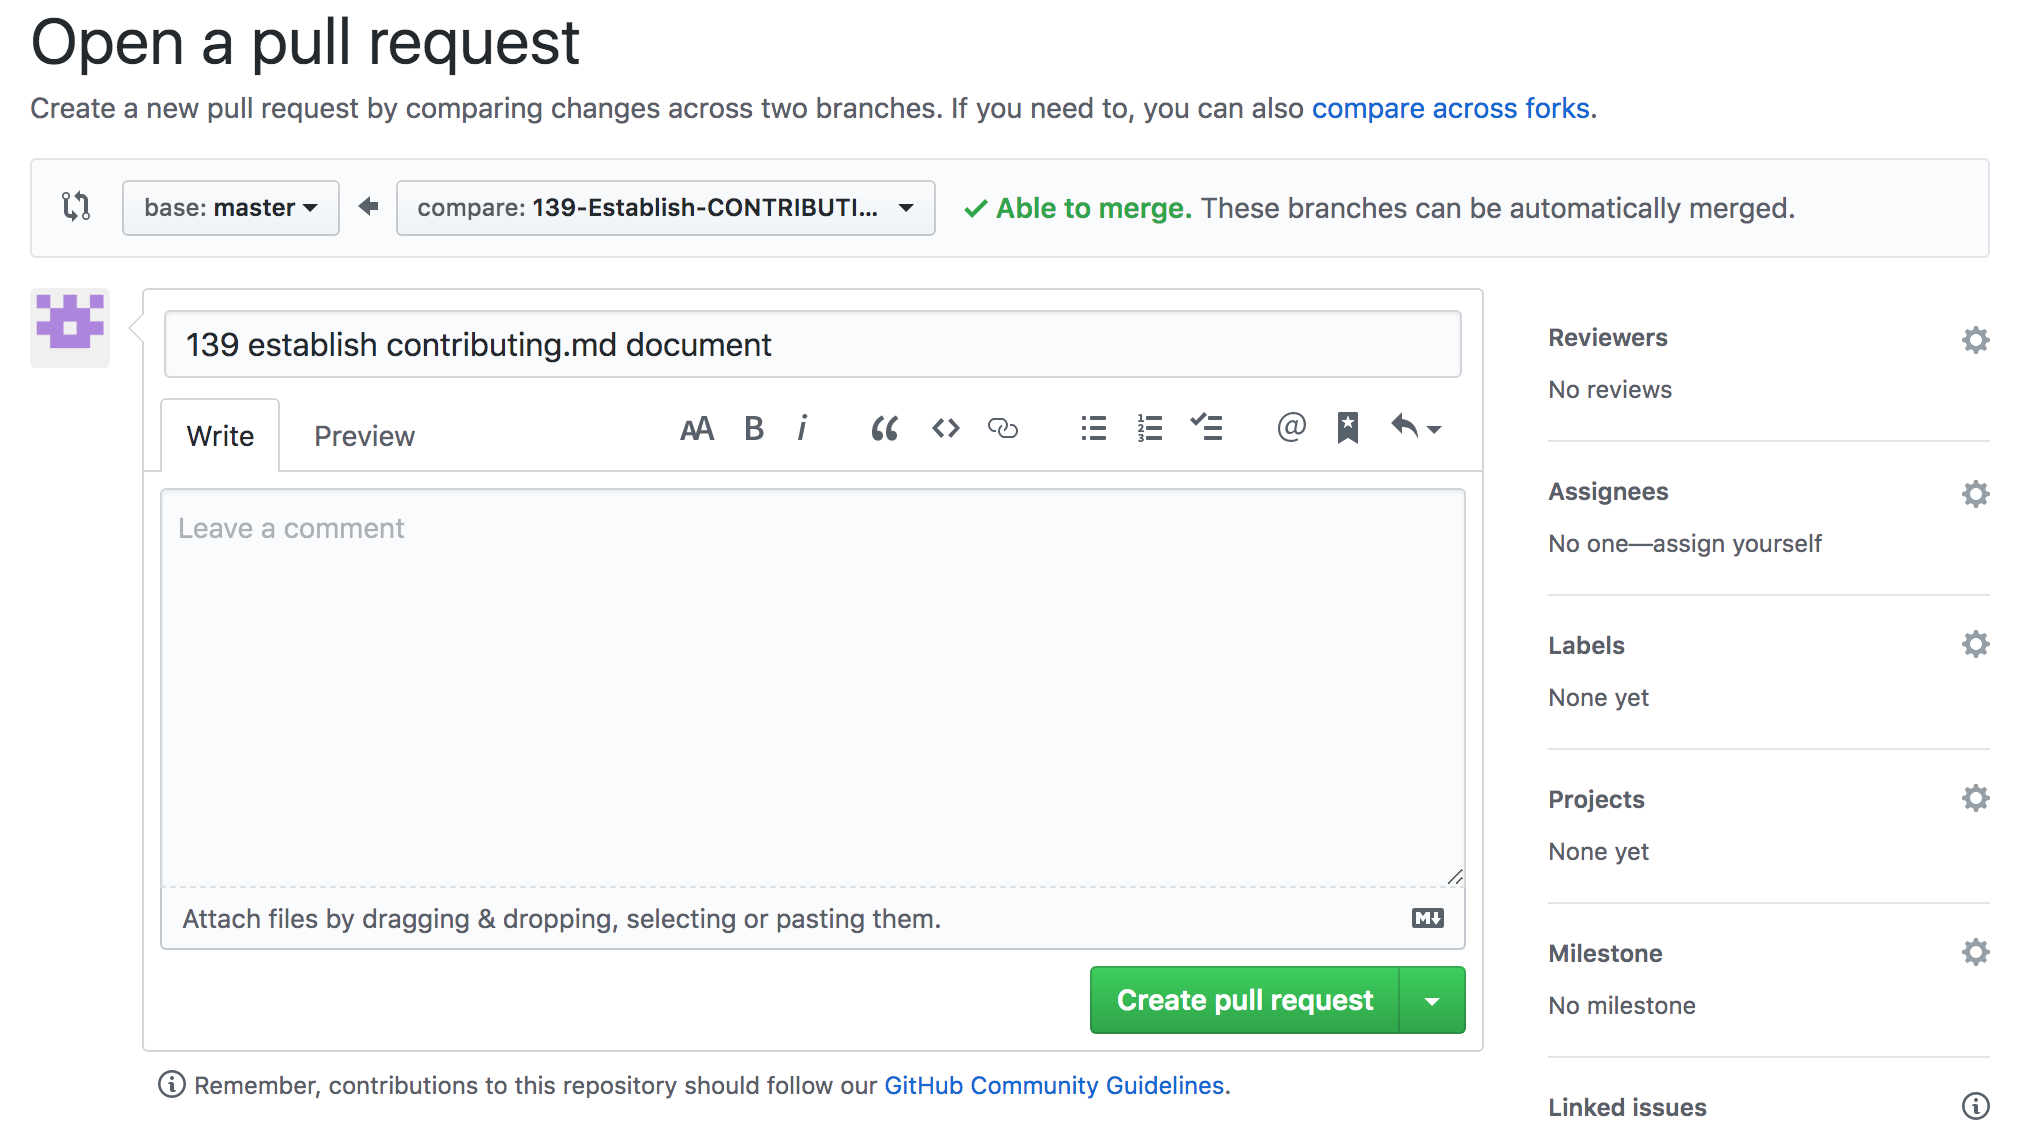 Open a pull request
Create a new pull request by comparing changes across two branches. If you need to, you can also compare across forks.
base: master compare: 139-Establish-CONTRIBUTI... Able to merge. These branches can be automatically merged.
139 establish contributing.md document
Write Preview
Leave a comment
Attach files by dragging & dropping, selecting or pasting them.
Create pull request
Remember, contributions to this repository should follow our GitHub Community Guidelines.
Reviewers
No reviews
Assignees
No one—assign yourself
Labels
None yet
Projects
None yet
Milestone
No milestone
Linked issues